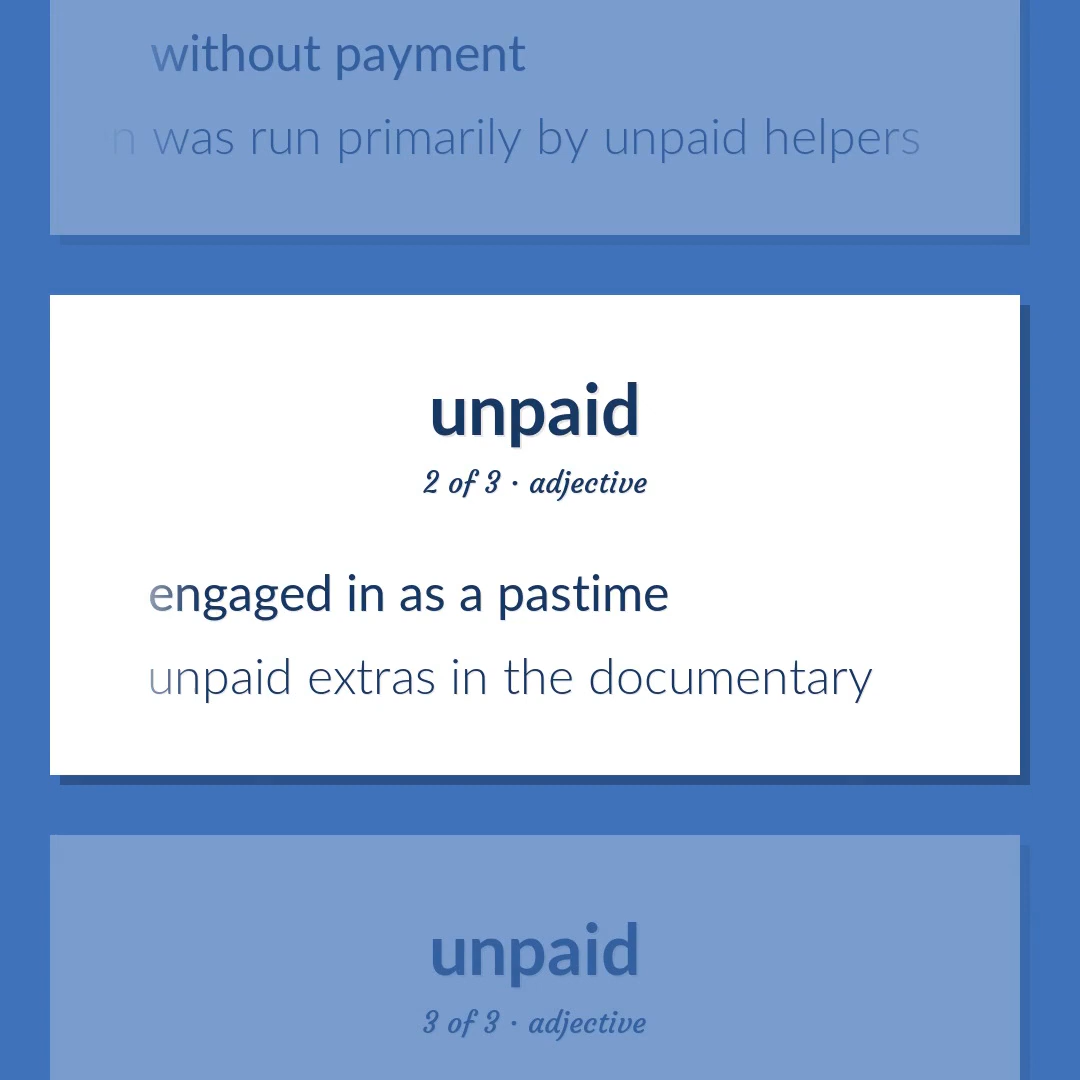 without payment
was run primarily by unpaid helpers
unpaid
2 of 3 · adjective
engaged in as a pastime
unpaid extras in the documentary
unpaid
3 of 3 · adjective